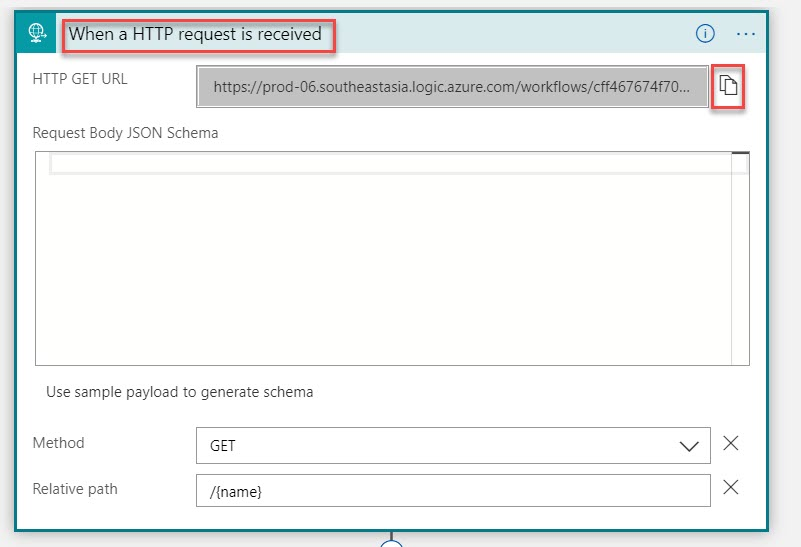 When a HTTP request is received
HTTP GET URL
https://prod-06.southeastasia.logic.azure.com/workflows/cff467674f70...
Request Body JSON Schema
Use sample payload to generate schema
Method
GET
Relative path
/{name}